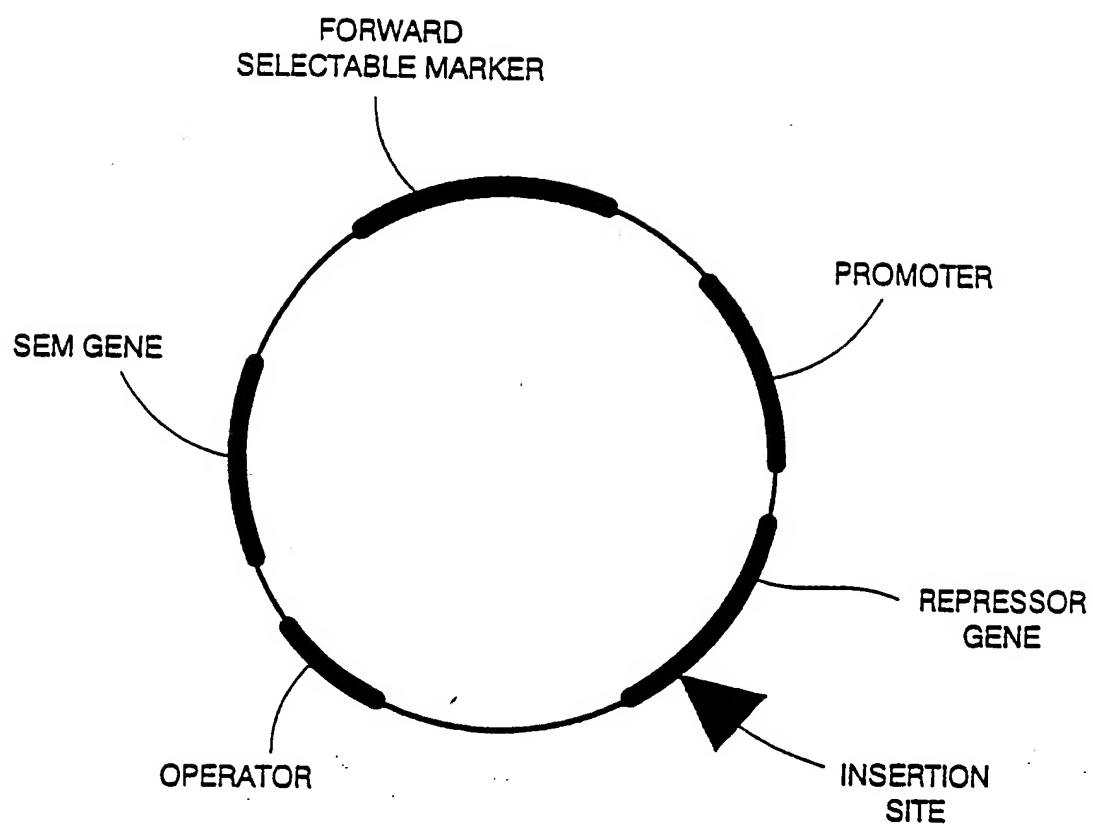 FORWARD
SELECTABLE MARKER
PROMOTER
SEM GENE
REPRESSOR
GENE
OPERATOR
INSERTION
SITE